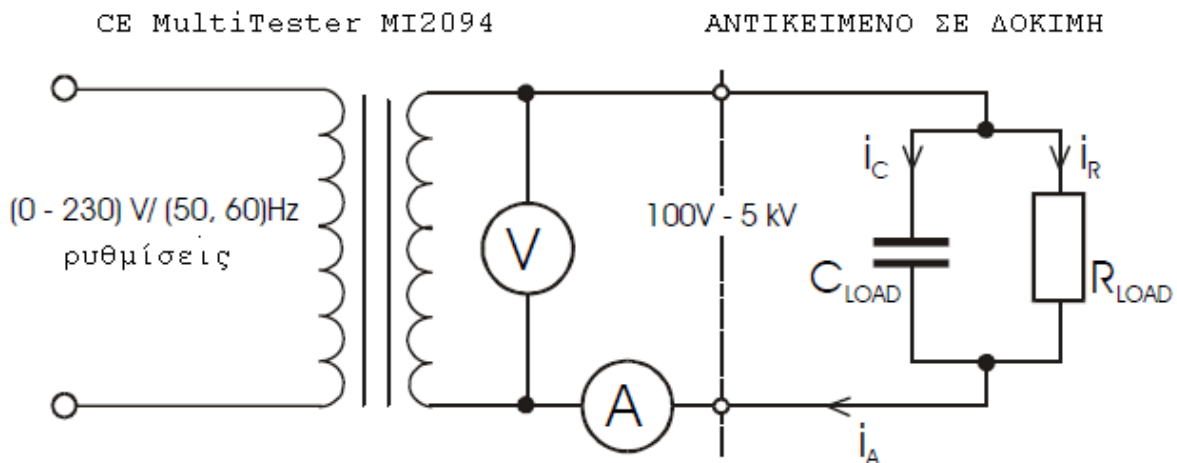 CE MultiTester MI2094
ΑΝΤΙΚΕΙΜΕΝΟ ΣΕ ΔΟΚΙΜΗ
(0 - 230) V/ (50, 60)Hz
ρυθμίσεις
V
A
100V - 5 kV
iC
iR
CLOAD
RLOAD
iA